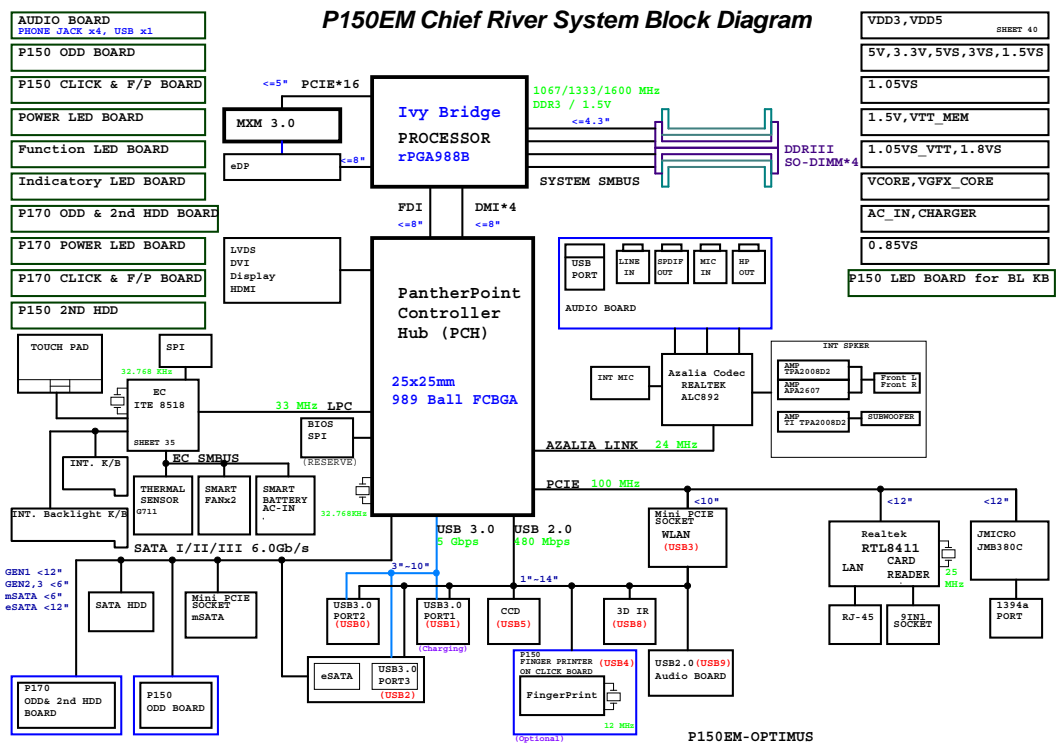 P150EM Chief River System Block Diagram
AUDIO BOARD
PHONE JACK x4, USB x1
P150 ODD BOARD
P150 CLICK & F/P BOARD
POWER LED BOARD
Function LED BOARD
Indicatory LED BOARD
P170 ODD & 2nd HDD BOARD
P170 POWER LED BOARD
P170 CLICK & F/P BOARD
P150 2ND HDD
VDD3,VDD5
SHEET 40
5V,3.3V,5VS,3VS,1.5VS
1.05VS
1.5V,VTT_MEM
1.05VS_VTT,1.8VS
VCORE,VGFX_CORE
AC_IN,CHARGER
0.85VS
P150 LED BOARD for BL KB
<=5" PCIE*16
MXM 3.0
eDP
<=8"
Ivy Bridge
PROCESSOR
rPGA988B
1067/1333/1600 MHz
DDR3 / 1.5V
<=4.3"
DDRIII
SO-DIMM*4
SYSTEM SMBUS
FDI
<=8"
DMI*4
<=8"
LVDS
DVI
Display
HDMI
PantherPoint
Controller
Hub (PCH)
25x25mm
989 Ball FCBGA
USB
PORT
LINE
IN
SPDIF
OUT
MIC
IN
HP
OUT
AUDIO BOARD
INT MIC
Azalia Codec
REALTEK
ALC892
INT SPKER
AMP
TPA2008D2
AMP
APA2607
Front L
Front R
AMP
TI TPA2008D2
SUBWOOFER
AZALIA LINK 24 MHz
TOUCH PAD
SPI
32.768 KHz
EC
ITE 8518
SHEET 35
33 MHz LPC
BIOS
SPI
(RESERVE)
32.768KHz
INT. K/B
INT. Backlight K/B
EC SMBUS
THERMAL
SENSOR
G711
SMART
FANx2
SMART
BATTERY
AC-IN
PCIE 100 MHz
<10"
Mini PCIE
SOCKET
WLAN
(USB3)
<12"
Realtek
RTL8411
LAN
CARD
READER
25
MHz
RJ-45
9IN1
SOCKET
<12"
JMICRO
JMB380C
1394a
PORT
USB 3.0
5 Gbps
USB 2.0
480 Mbps
SATA I/II/III 6.0Gb/s
GEN1 <12"
GEN2,3 <6"
mSATA <6"
eSATA <12"
SATA HDD
Mini PCIE
SOCKET
mSATA
3"~10"
1"~14"
USB3.0
PORT2
(USB0)
USB3.0
PORT1
(USB1)
(Charging)
CCD
(USB5)
3D IR
(USB8)
eSATA
USB3.0
PORT3
(USB2)
P150
FINGER PRINTER (USB4)
ON CLICK BOARD
FingerPrint
12 MHz
(Optional)
USB2.0 (USB9)
Audio BOARD
P170
ODD& 2nd HDD
BOARD
P150
ODD BOARD
P150EM-OPTIMUS